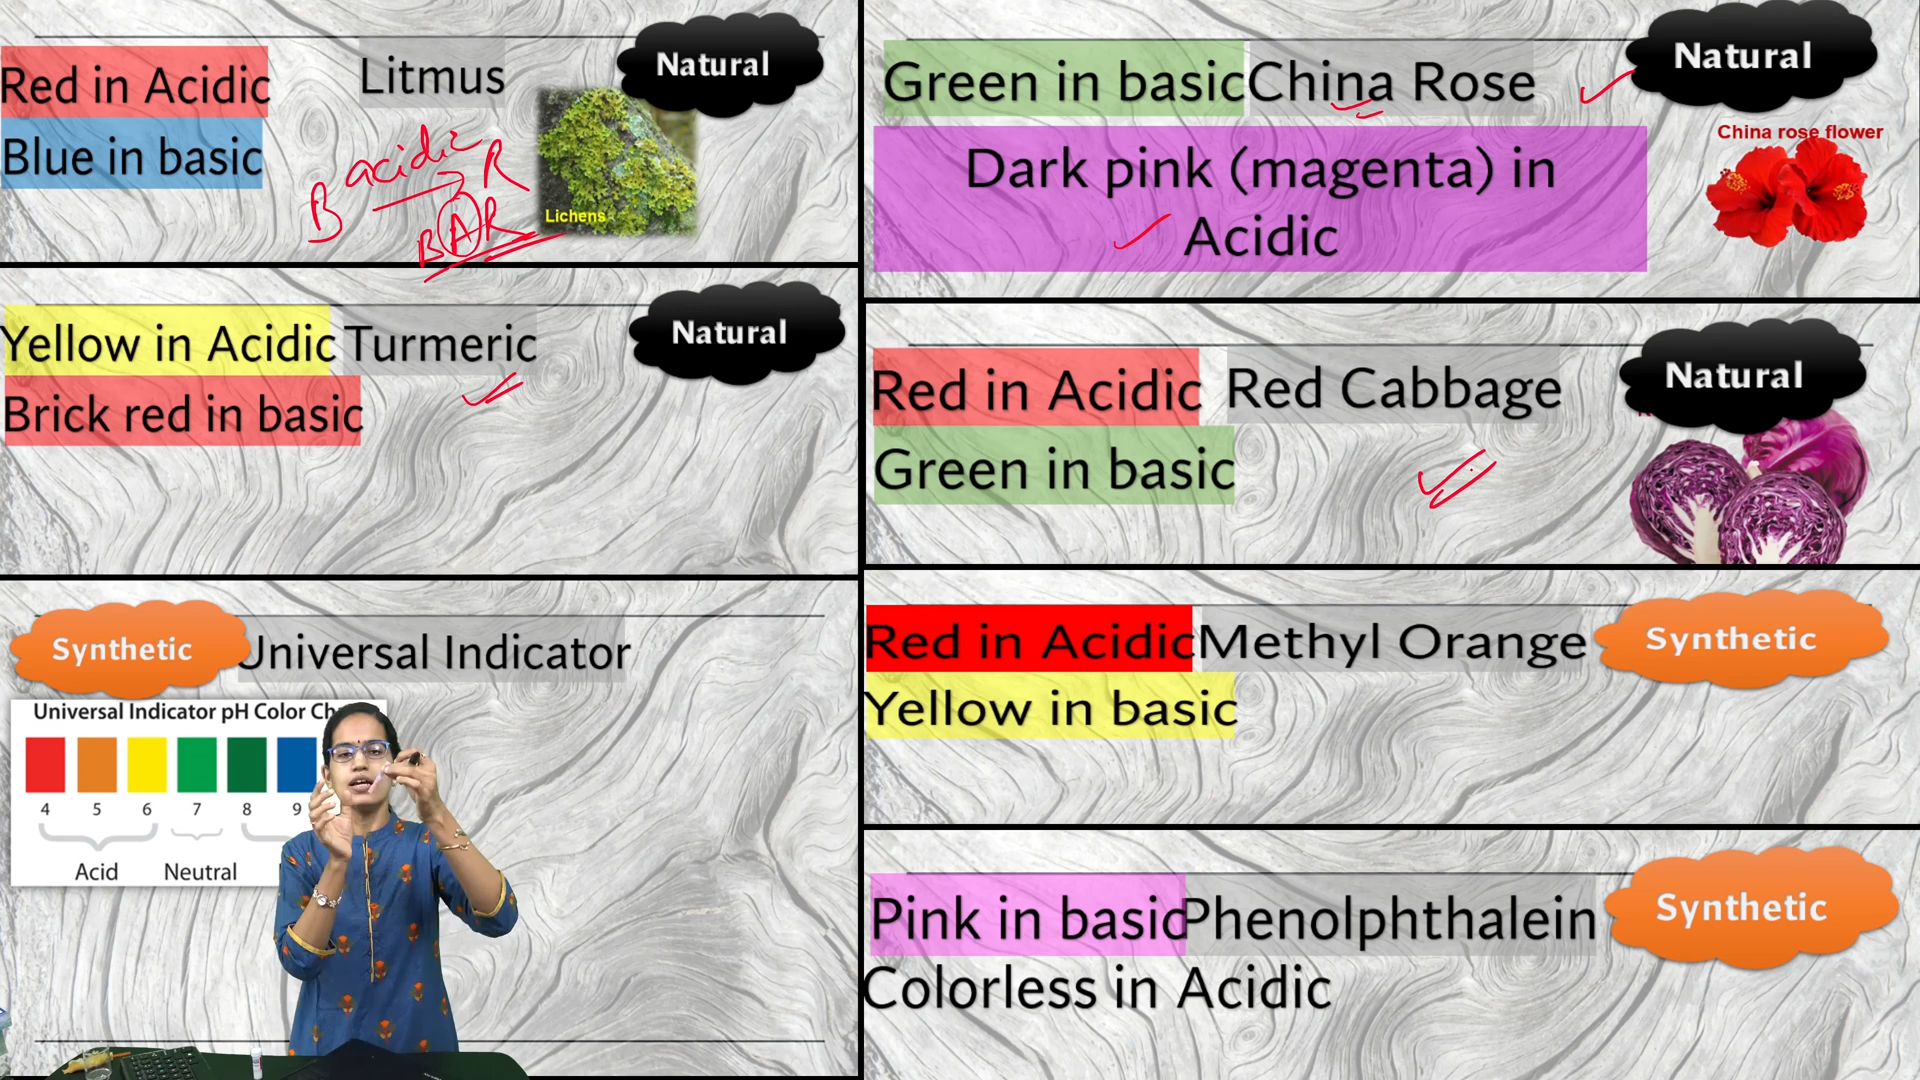 Red in Acidic
Blue in basic
Litmus
Natural
acidic
B R
BAR
Lichens
Green in basic
China Rose
Natural
Dark pink (magenta) in
Acidic
China rose flower
Yellow in Acidic
Turmeric
Natural
Brick red in basic
Red in Acidic
Red Cabbage
Natural
Green in basic
Synthetic
Universal Indicator
Universal Indicator pH Color
4 5 6 7 8 9
Acid Neutral
Red in Acidic
Methyl Orange
Synthetic
Yellow in basic
Pink in basic
Phenolphthalein
Synthetic
Colorless in Acidic